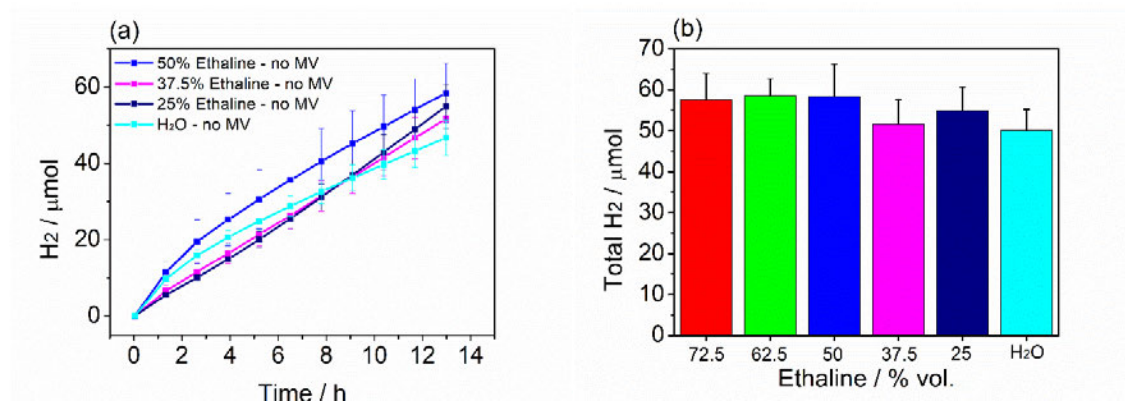 (a)
50% Ethaline - no MV
37.5% Ethaline - no MV
25% Ethaline - no MV
H₂O - no MV
60
40
20
0
H₂ / μmol
0 2 4 6 8 10 12 14
Time / h
(b)
70
60
50
40
30
20
10
0
Total H₂ / μmol
72.5 62.5 50 37.5 25 H₂O
Ethaline / % vol.